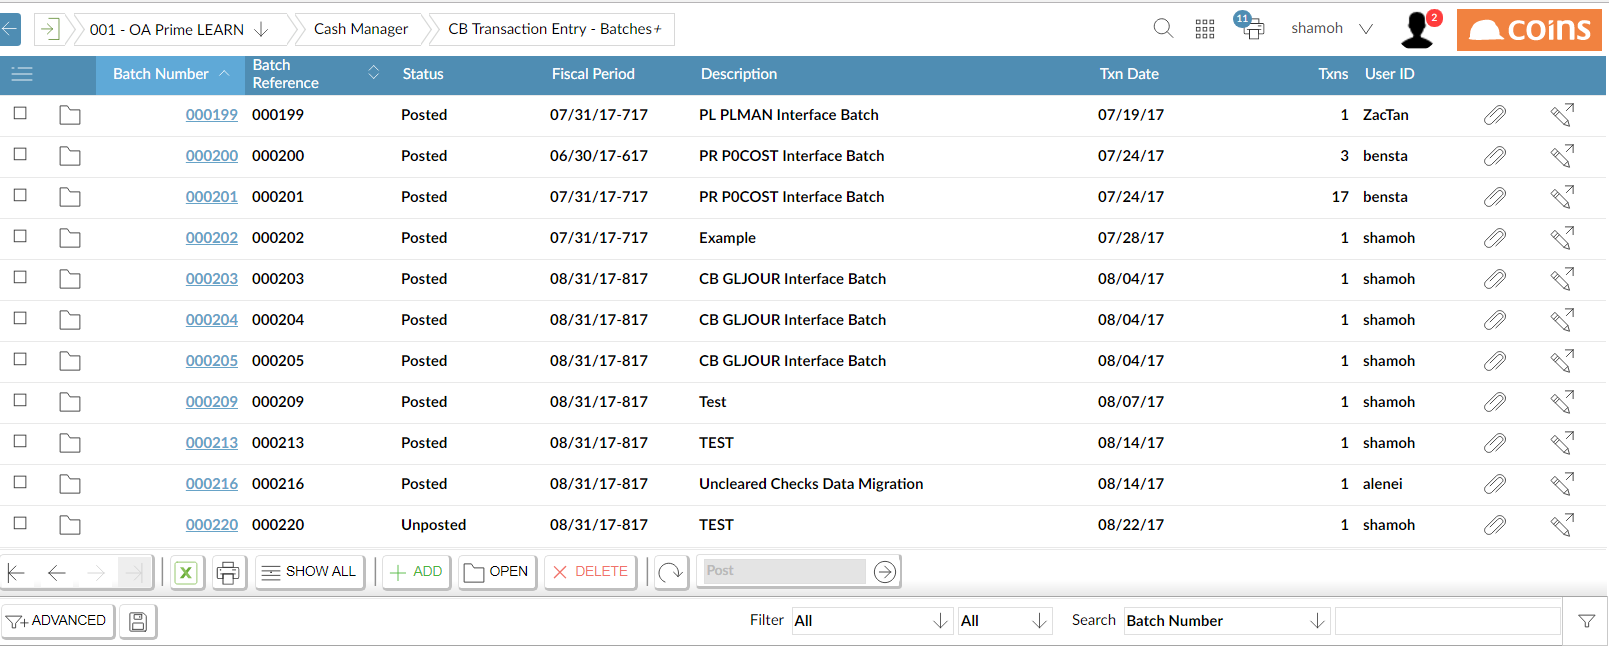 001 - OA Prime LEARN Cash Manager CB Transaction Entry - Batches+ 11 shamoh 2 coins
Batch Number Batch Reference Status Fiscal Period Description Txn Date Txns User ID
000199 000199 Posted 07/31/17-717 PL PLMAN Interface Batch 07/19/17 1 ZacTan
000200 000200 Posted 06/30/17-617 PR P0COST Interface Batch 07/24/17 3 bensta
000201 000201 Posted 07/31/17-717 PR P0COST Interface Batch 07/24/17 17 bensta
000202 000202 Posted 07/31/17-717 Example 07/28/17 1 shamoh
000203 000203 Posted 08/31/17-817 CB GLJOUR Interface Batch 08/04/17 1 shamoh
000204 000204 Posted 08/31/17-817 CB GLJOUR Interface Batch 08/04/17 1 shamoh
000205 000205 Posted 08/31/17-817 CB GLJOUR Interface Batch 08/04/17 1 shamoh
000209 000209 Posted 08/31/17-817 Test 08/07/17 1 shamoh
000213 000213 Posted 08/31/17-817 TEST 08/14/17 1 shamoh
000216 000216 Posted 08/31/17-817 Uncleared Checks Data Migration 08/14/17 1 alenei
000220 000220 Unposted 08/31/17-817 TEST 08/22/17 1 shamoh
SHOW ALL ADD OPEN DELETE Post
ADVANCED Filter All All Search Batch Number